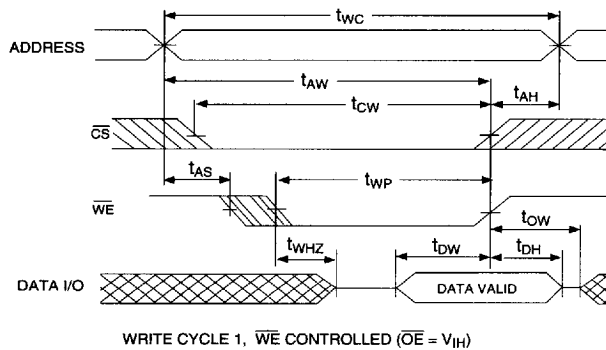 tWC
ADDRESS
tAW
tCW
tAH
CS
tAS
tWP
WE
tOW
tWHZ
tDW
tDH
DATA I/O
DATA VALID
WRITE CYCLE 1, WE CONTROLLED (OE = VIH)